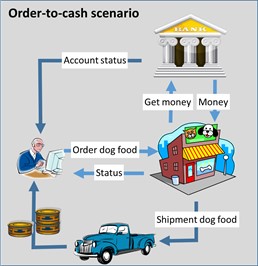 Order-to-cash scenario
BANK
Account status
Get money
Money
Order dog food
Status
Shipment dog food